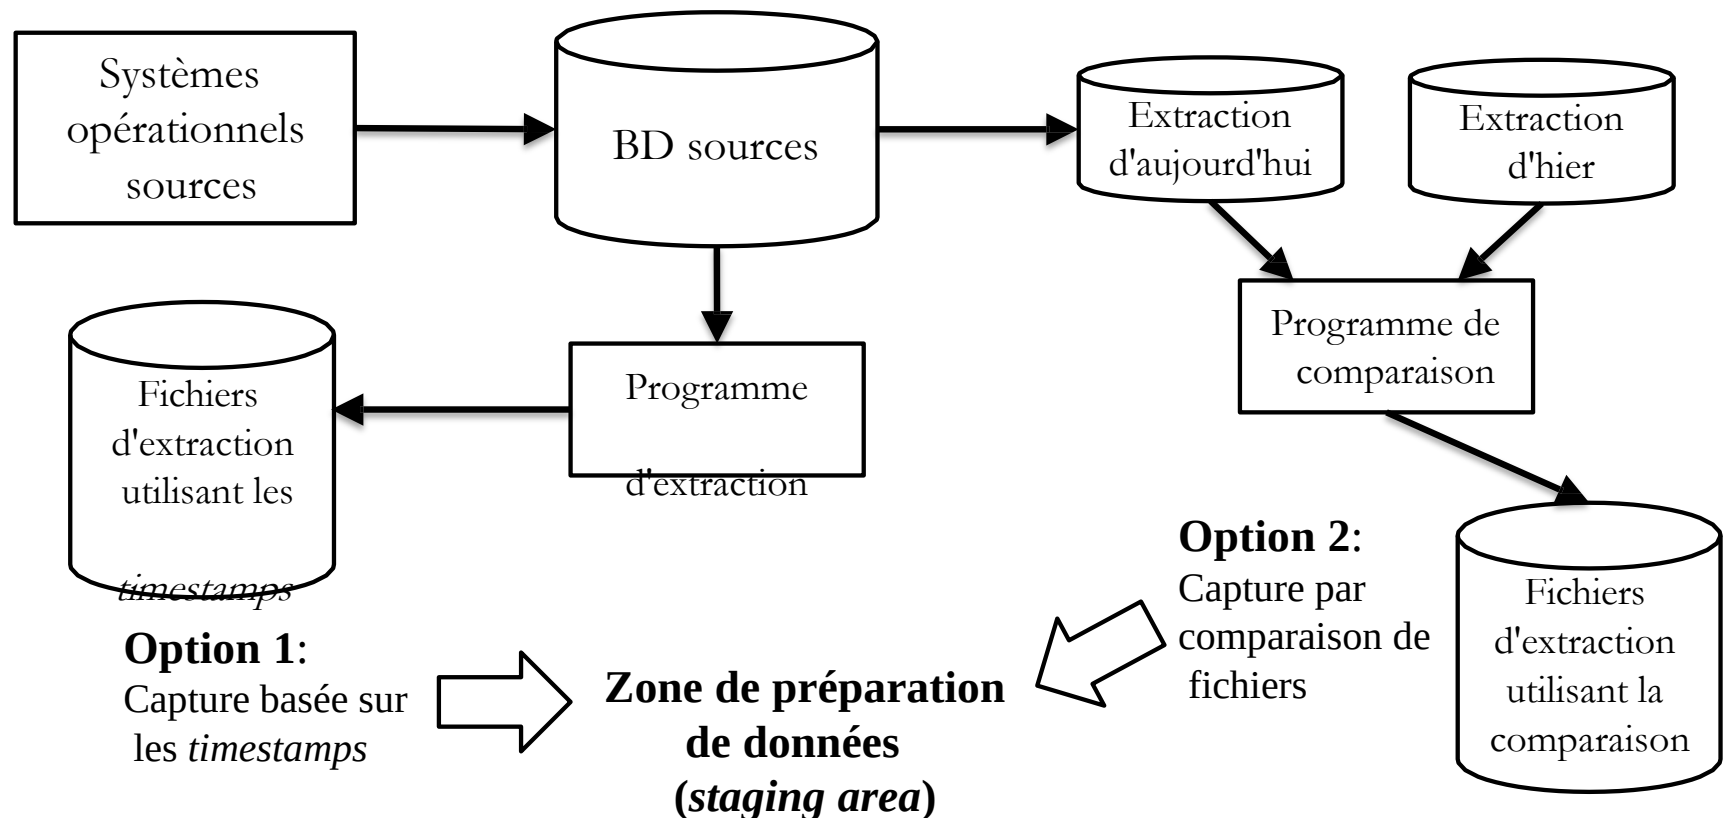 Systèmes
opérationnels
sources
BD sources
Extraction
d'aujourd'hui
Extraction
d'hier
Programme de
comparaison
Programme
d'extraction
Fichiers
d'extraction
utilisant les
timestamps
Option 1:
Capture basée sur
les timestamps
Zone de préparation
de données
(staging area)
Option 2:
Capture par
comparaison de
fichiers
Fichiers
d'extraction
utilisant la
comparaison